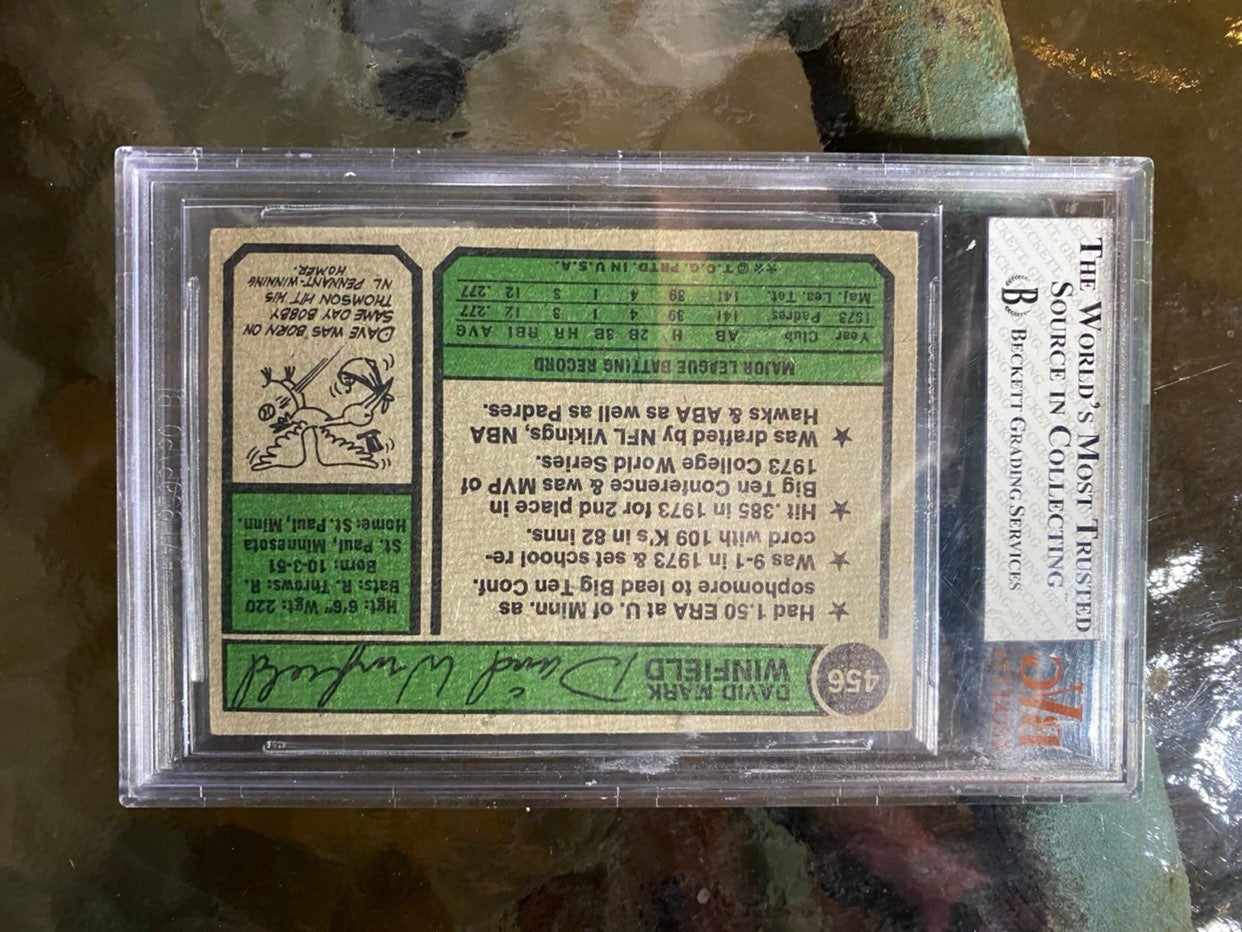 THE WORLD'S MOST TRUSTED
SOURCE IN COLLECTING™
B BECKETT GRADING SERVICES
BVG
456
DAVID MARK
WINFIELD
David Winfield
★ Had 1.50 ERA at U. of Minn. as
sophomore to lead Big Ten Conf.
★ Was 9-1 in 1973 & set school re-
cord with 109 K's in 82 inns.
★ Hit .385 in 1973 for 2nd place in
Big Ten Conference & was MVP of
1973 College World Series.
★ Was drafted by NFL Vikings, NBA
Hawks & ABA as well as Padres.
MAJOR LEAGUE BATTING RECORD
Year Club AB H 2B 3B HR RBI AVG
1973 Padres 141 39 4 1 3 12 .277
Maj. Lea. Tot. 141 39 4 1 3 12 .277
★★© T.C.G. PRTD. IN U.S.A.
Hgt: 6'6" Wgt: 220
Bats: R. Throws: R.
Born: 10-3-51
St. Paul, Minnesota
Home: St. Paul, Minn.
DAVE WAS BORN ON
SAME DAY BOBBY
THOMSON HIT HIS
NL PENNANT-WINNING
HOMER.